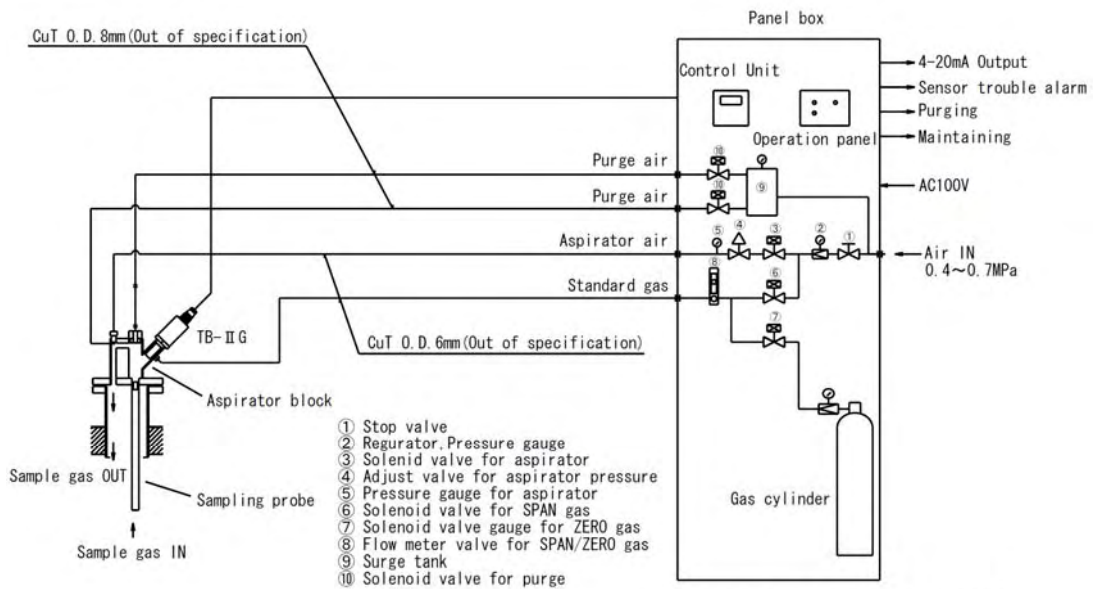 Panel box
CuT O.D.8mm(Out of specification)
Control Unit
Operation panel
4-20mA Output
Sensor trouble alarm
Purging
Maintaining
AC100V
Purge air
⑩
⑨
Purge air
⑩
Aspirator air
⑤
④
③
②
①
Air IN
0.4~0.7MPa
Standard gas
⑧
⑥
⑦
TB-ⅡG
CuT O.D.6mm(Out of specification)
Aspirator block
Sample gas OUT
Sampling probe
Sample gas IN
Gas cylinder
① Stop valve
② Regurator,Pressure gauge
③ Solenid valve for aspirator
④ Adjust valve for aspirator pressure
⑤ Pressure gauge for aspirator
⑥ Solenoid valve for SPAN gas
⑦ Solenoid valve gauge for ZERO gas
⑧ Flow meter valve for SPAN/ZERO gas
⑨ Surge tank
⑩ Solenoid valve for purge